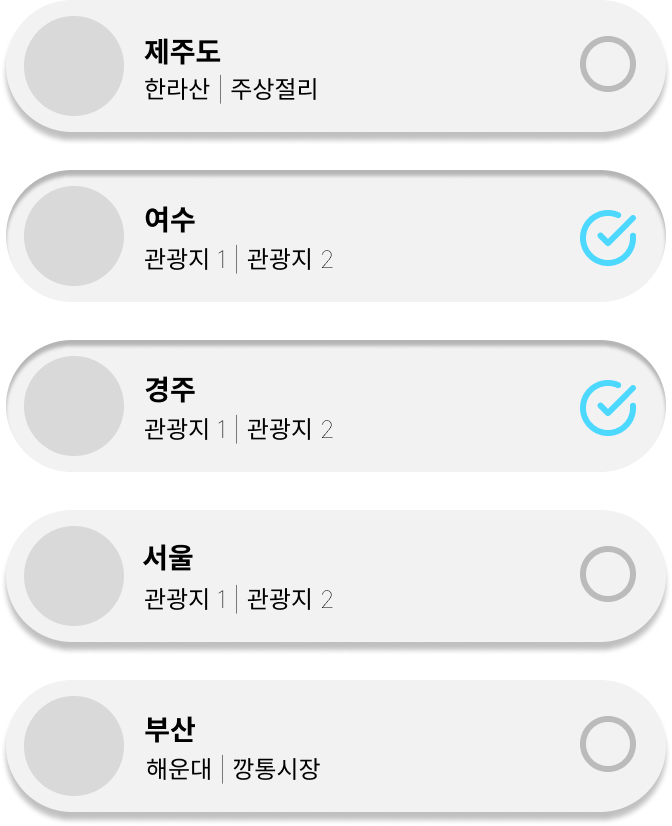 제주도
한라산 | 주상절리
여수
관광지 1 | 관광지 2
경주
관광지 1 | 관광지 2
서울
관광지 1 | 관광지 2
부산
해운대 | 깡통시장